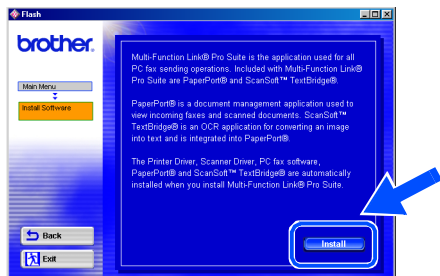 Flash
brother.
Main Menu
Install Software
Multi-Function Link® Pro Suite is the application used for all
PC fax sending operations. Included with Multi-Function Link®
Pro Suite are PaperPort® and ScanSoft™ TextBridge®.
PaperPort® is a document management application used to
view incoming faxes and scanned documents. ScanSoft™
TextBridge® is an OCR application for converting an image
into text and is integrated into PaperPort®.
The Printer Driver, Scanner Driver, PC fax software,
PaperPort® and ScanSoft™ TextBridge® are automatically
installed when you install Multi-Function Link® Pro Suite.
Back
Exit
Install